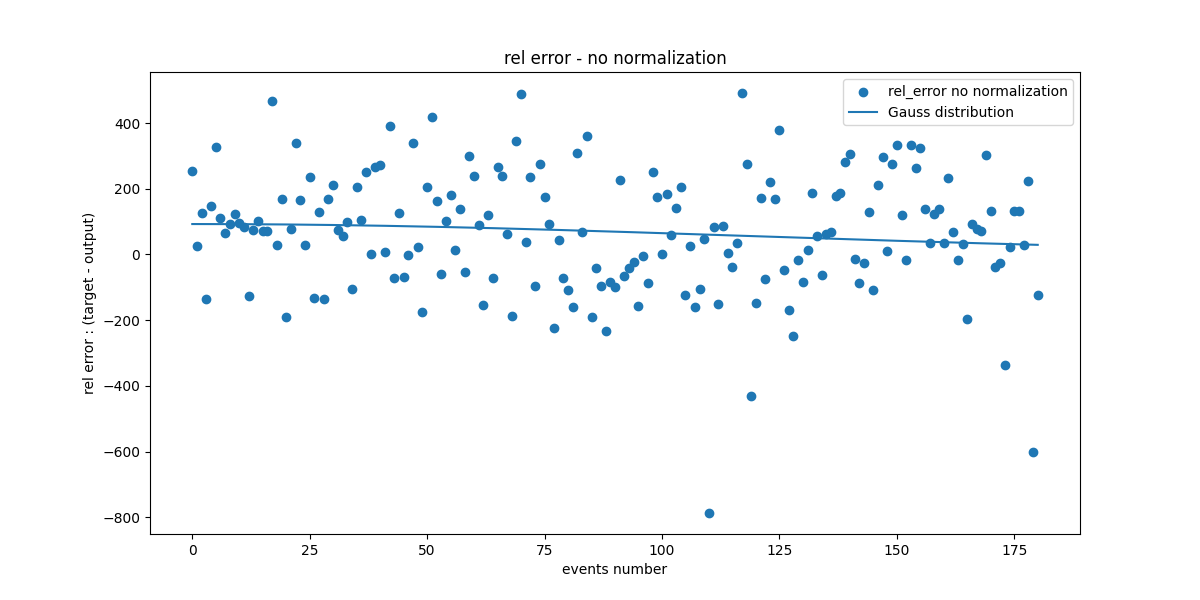 rel error - no normalization
rel_error no normalization
Gauss distribution
rel error : (target - output)
400
200
0
−200
−400
−600
−800
0 25 50 75 100 125 150 175
events number